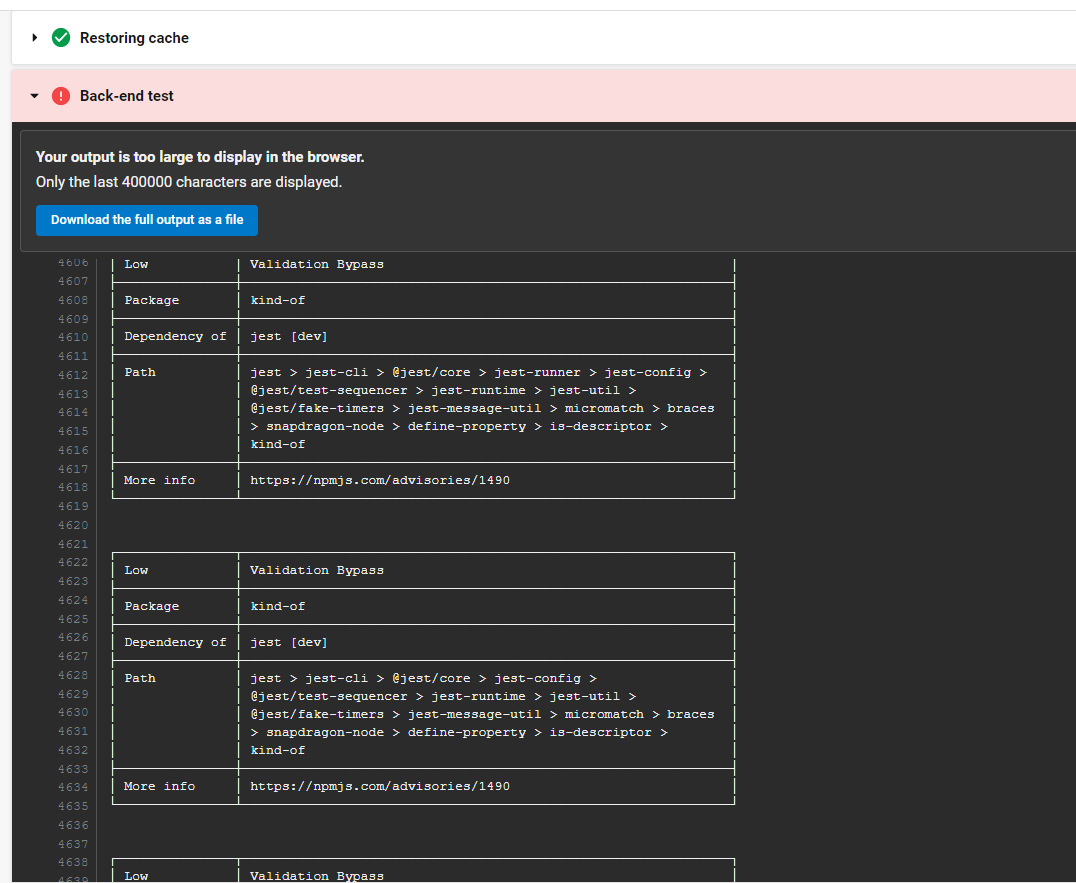 Restoring cache
Back-end test
Your output is too large to display in the browser.
Only the last 400000 characters are displayed.
Download the full output as a file
4606 Low Validation Bypass
4607
4608 Package kind-of
4609
4610 Dependency of jest [dev]
4611
4612 Path jest > jest-cli > @jest/core > jest-runner > jest-config >
4613 @jest/test-sequencer > jest-runtime > jest-util >
4614 @jest/fake-timers > jest-message-util > micromatch > braces
4615 > snapdragon-node > define-property > is-descriptor >
4616 kind-of
4617
4618 More info https://npmjs.com/advisories/1490
4619
4620
4621
4622 Low Validation Bypass
4623
4624 Package kind-of
4625
4626 Dependency of jest [dev]
4627
4628 Path jest > jest-cli > @jest/core > jest-config >
4629 @jest/test-sequencer > jest-runtime > jest-util >
4630 @jest/fake-timers > jest-message-util > micromatch > braces
4631 > snapdragon-node > define-property > is-descriptor >
4632 kind-of
4633
4634 More info https://npmjs.com/advisories/1490
4635
4636
4637
4638
4639 Low Validation Bypass